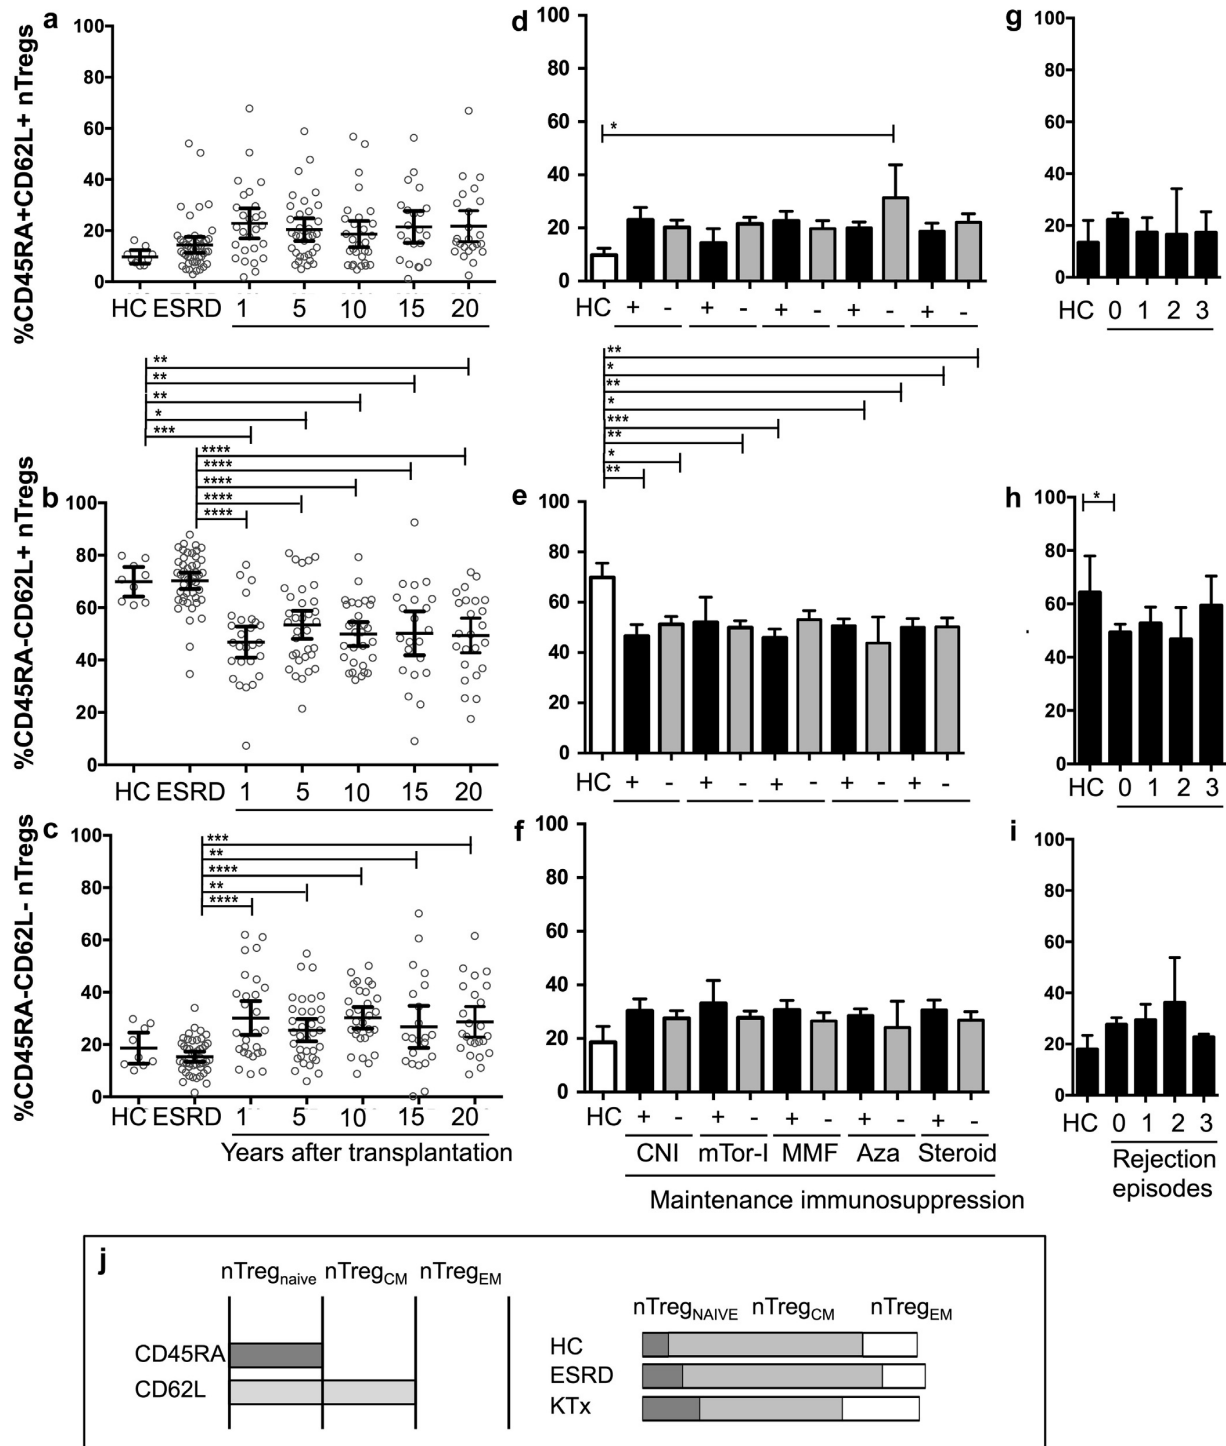 a
%CD45RA+CD62L+ nTregs
100
80
60
40
20
0
HC ESRD 1 5 10 15 20
d
100
80
60
40
20
0
*
HC + - + - + - + - + -
g
100
80
60
40
20
0
HC 0 1 2 3
**
**
**
*
***
****
****
****
****
****
b
%CD45RA-CD62L+ nTregs
100
80
60
40
20
0
HC ESRD 1 5 10 15 20
**
*
**
*
***
**
*
**
e
100
80
60
40
20
0
HC + - + - + - + - + -
h
100
80
60
40
20
0
*
HC 0 1 2 3
c
%CD45RA-CD62L- nTregs
100
80
60
40
20
0
***
**
****
**
****
HC ESRD 1 5 10 15 20
Years after transplantation
f
100
80
60
40
20
0
HC + - + - + - + - + -
CNI mTor-I MMF Aza Steroid
Maintenance immunosuppression
i
100
80
60
40
20
0
HC 0 1 2 3
Rejection
episodes
j
nTregnaive nTregCM nTregEM
CD45RA
CD62L
nTregNAIVE nTregCM nTregEM
HC
ESRD
KTx